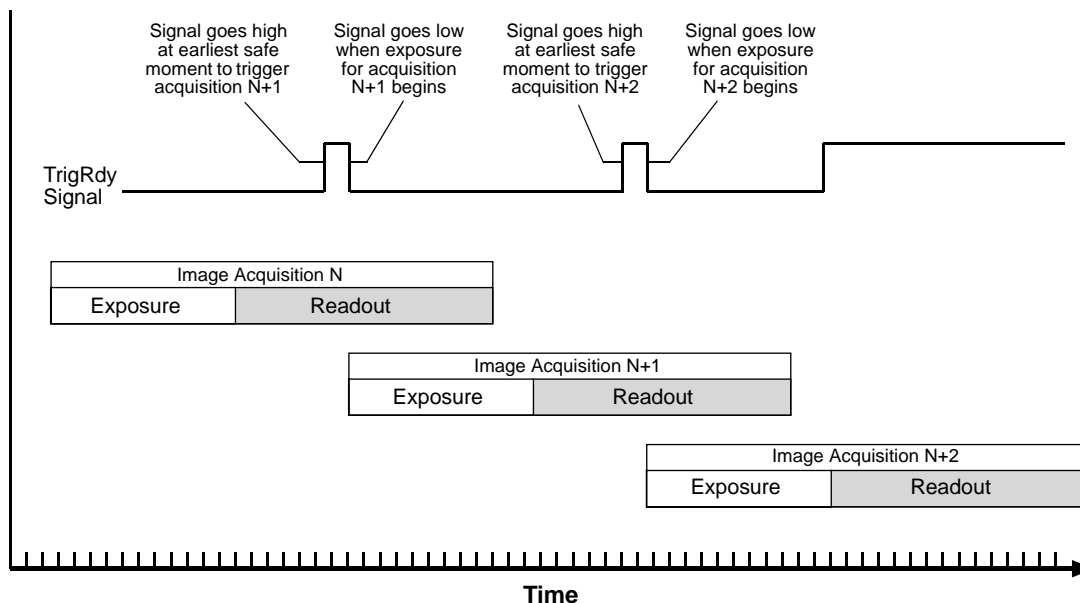 Signal goes high
at earliest safe
moment to trigger
acquisition N+1
Signal goes low
when exposure
for acquisition
N+1 begins
Signal goes high
at earliest safe
moment to trigger
acquisition N+2
Signal goes low
when exposure
for acquisition
N+2 begins
TrigRdy
Signal
Image Acquisition N
Exposure
Readout
Image Acquisition N+1
Exposure
Readout
Image Acquisition N+2
Exposure
Readout
Time